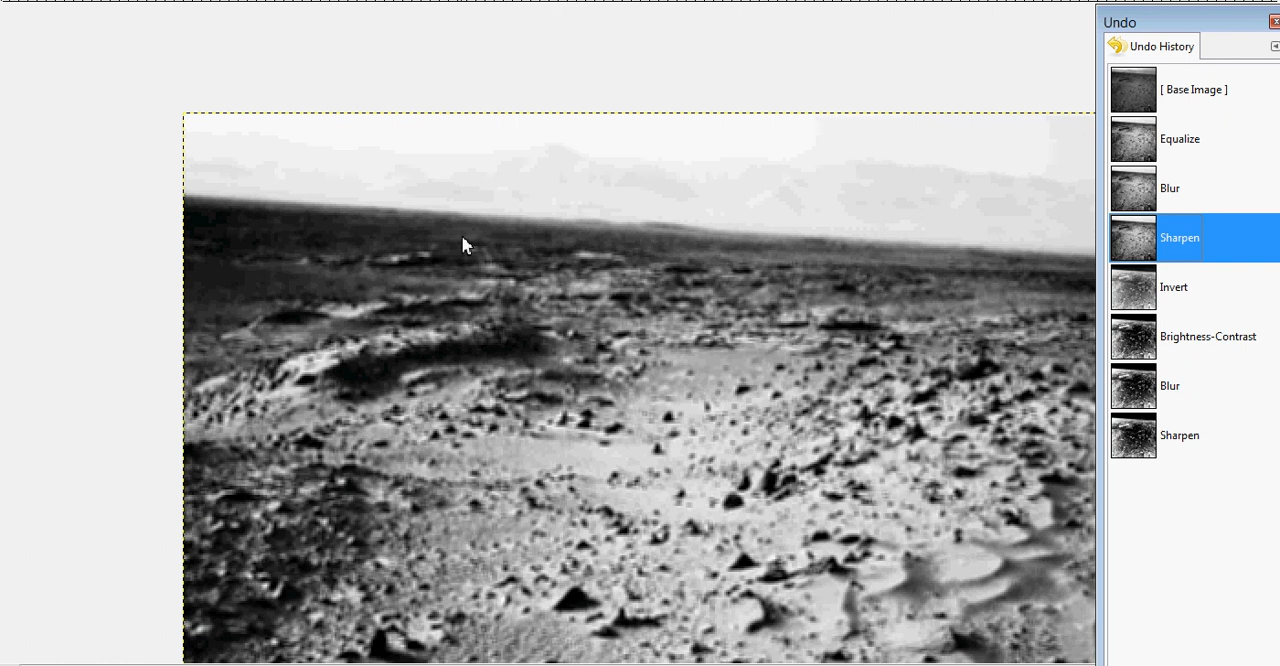 Undo
Undo History
[ Base Image ]
Equalize
Blur
Sharpen
Invert
Brightness-Contrast
Blur
Sharpen